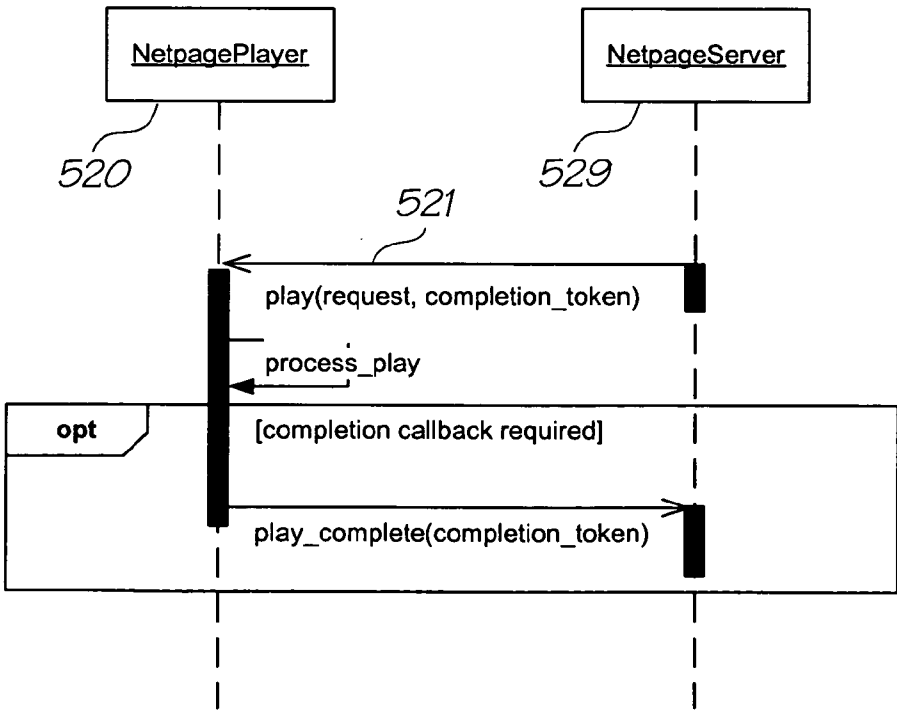 NetpagePlayer
NetpageServer
520
529
521
play(request, completion_token)
process_play
opt
[completion callback required]
play_complete(completion_token)